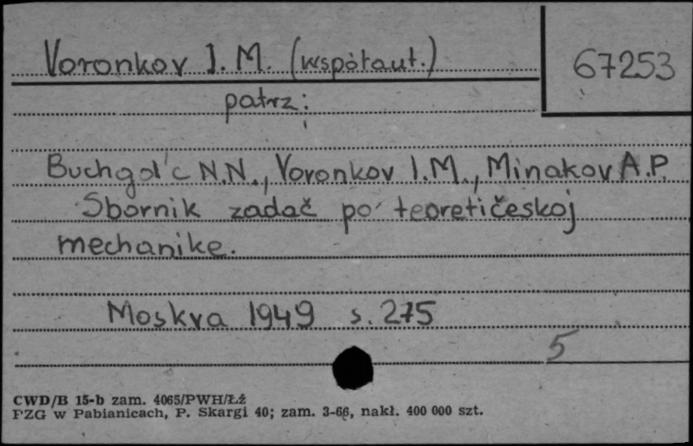 Voronkov I. M. (współaut.)
67253
patrz:
Buchgol'c N.N., Voronkov I.M., Minakov A.P.
Sbornik zadač po teoretičeskoj
mechanike.
Moskva 1949 s. 275
5
CWD/B 15-b zam. 4065/PWH/Łź
PZG w Pabianicach, P. Skargi 40; zam. 3-66, nakł. 400 000 szt.